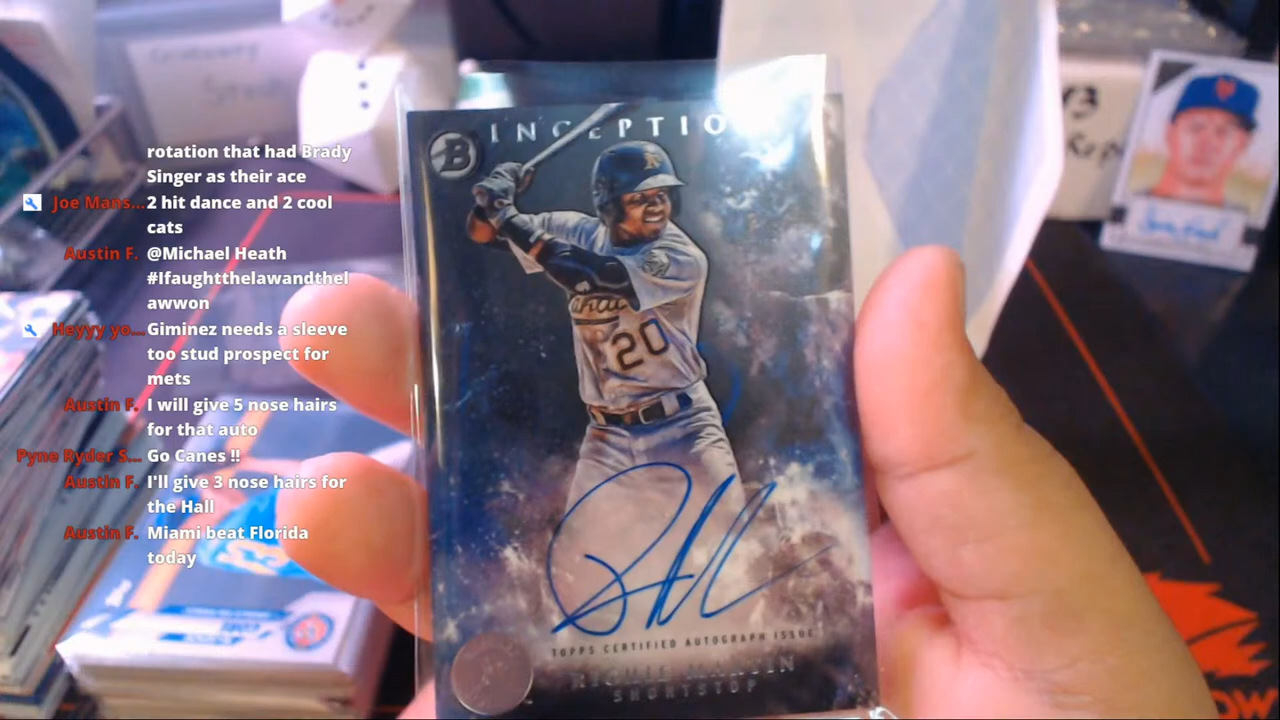 rotation that had Brady
Singer as their ace
Joe Mans... 2 hit dance and 2 cool
cats
Austin F. @Michael Heath
#Ifaughtthelawandthel
awwon
Heyyy yo... Giminez needs a sleeve
too stud prospect for
mets
Austin F. I will give 5 nose hairs
for that auto
Pyne Ryder S... Go Canes !!
Austin F. I'll give 3 nose hairs for
the Hall
Austin F. Miami beat Florida
today
B
INCEPTIO
A's
20
TOPPS CERTIFIED AUTOGRAPH ISSUE
RICHIE MARTIN
SHORTSTOP